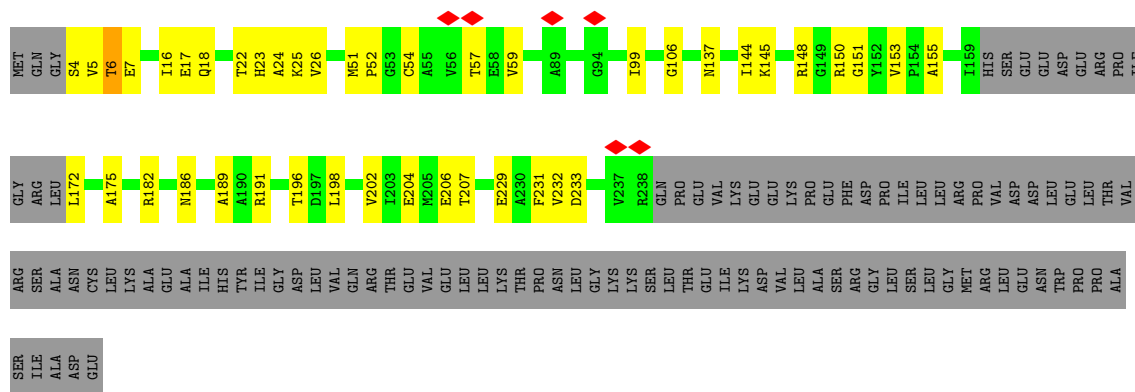 MET GLN GLY S4 V5 T6 E7 I16 E17 Q18 T22 H23 A24 K25 V26 M51 P52 G53 C54 A55 V56 T57 E58 V59 A89 G94 I99 G106 N137 I144 K145 R148 G149 R150 G151 Y152 V153 P154 A155 I159 HIS SER GLU GLU ASP GLU ARG PRO ILE
GLY ARG LEU L172 A175 R182 N186 A189 A190 R191 T196 D197 L198 V202 I203 E204 M205 E206 T207 E229 A230 F231 V232 D233 V237 R238 GLN PRO GLU VAL LYS GLU GLU LYS PRO GLU PHE ASP PRO ILE LEU LEU ARG PRO VAL ASP ASP LEU GLU LEU THR VAL
ARG SER ALA ASN CYS LEU LYS ALA GLU ALA ILE HIS TYR ILE GLY ASP LEU VAL GLN ARG THR GLU VAL GLU LEU LEU LYS THR PRO ASN LEU GLY LYS LYS SER LEU THR GLU ILE LYS ASP VAL LEU ALA SER ARG GLY LEU SER LEU GLY MET ARG LEU GLU ASN TRP PRO PRO ALA
SER ILE ALA ASP GLU